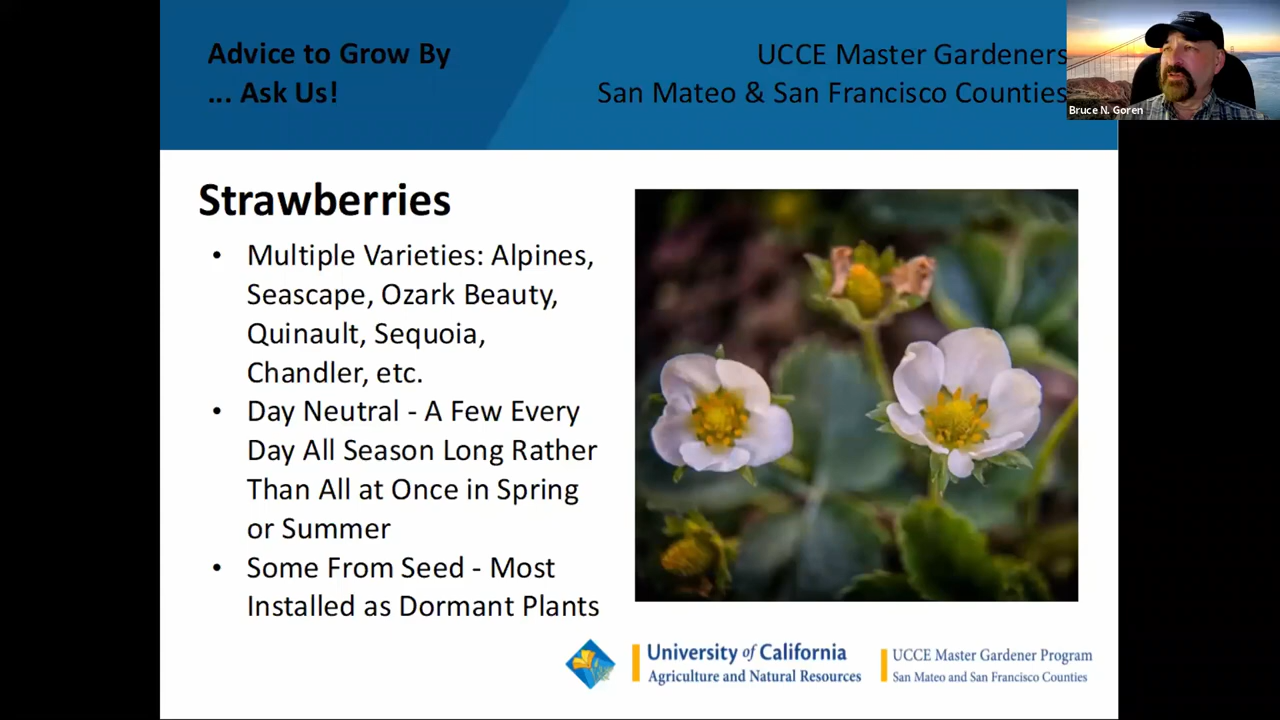 Advice to Grow By
... Ask Us!
UCCE Master Gardeners
San Mateo & San Francisco Counties
Bruce N. Goren
Strawberries
• Multiple Varieties: Alpines,
Seascape, Ozark Beauty,
Quinault, Sequoia,
Chandler, etc.
• Day Neutral - A Few Every
Day All Season Long Rather
Than All at Once in Spring
or Summer
• Some From Seed - Most
Installed as Dormant Plants
University of California
Agriculture and Natural Resources
UCCE Master Gardener Program
San Mateo and San Francisco Counties